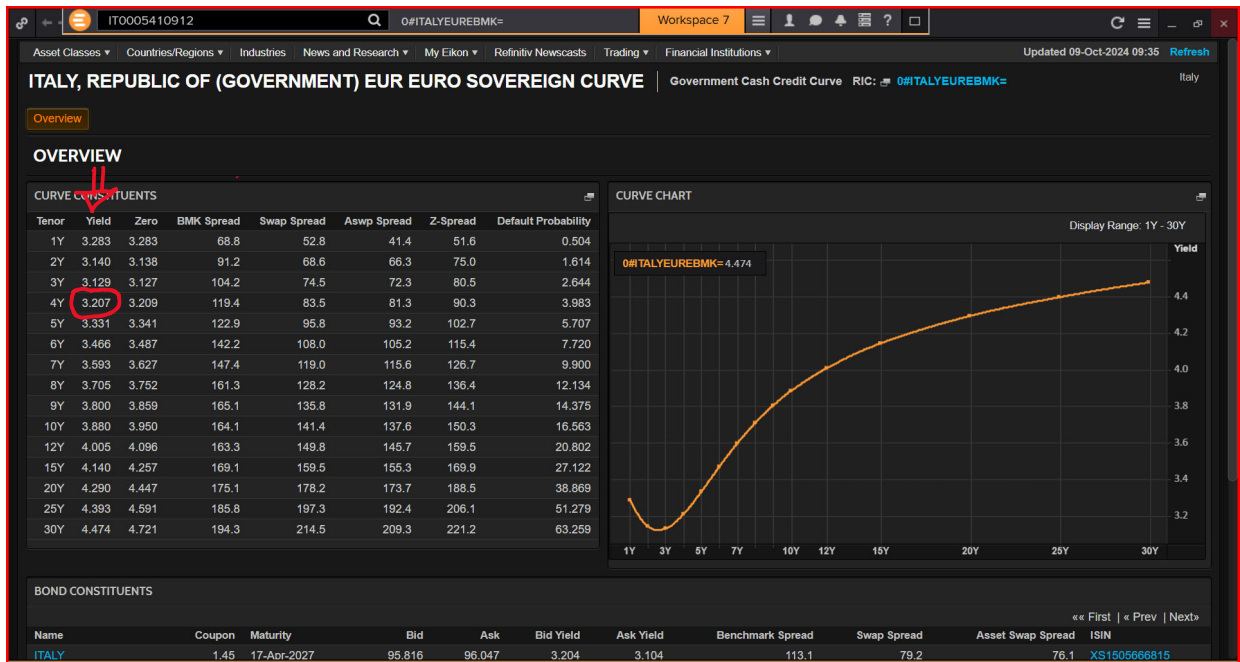 IT0005410912 0#ITALYEUREBMK= Workspace 7 ?
Asset Classes ▾ Countries/Regions ▾ Industries News and Research ▾ My Eikon ▾ Refinitiv Newscasts Trading ▾ Financial Institutions ▾ Updated 09-Oct-2024 09:35 Refresh
ITALY, REPUBLIC OF (GOVERNMENT) EUR EURO SOVEREIGN CURVE Government Cash Credit Curve RIC: 0#ITALYEUREBMK= Italy
Overview
OVERVIEW
CURVE CONSTITUENTS
Tenor Yield Zero BMK Spread Swap Spread Aswp Spread Z-Spread Default Probability
1Y 3.283 3.283 68.8 52.8 41.4 51.6 0.504
2Y 3.140 3.138 91.2 68.6 66.3 75.0 1.614
3Y 3.129 3.127 104.2 74.5 72.3 80.5 2.644
4Y 3.207 3.209 119.4 83.5 81.3 90.3 3.983
5Y 3.331 3.341 122.9 95.8 93.2 102.7 5.707
6Y 3.466 3.487 142.2 108.0 105.2 115.4 7.720
7Y 3.593 3.627 147.4 119.0 115.6 126.7 9.900
8Y 3.705 3.752 161.3 128.2 124.8 136.4 12.134
9Y 3.800 3.859 165.1 135.8 131.9 144.1 14.375
10Y 3.880 3.950 164.1 141.4 137.6 150.3 16.563
12Y 4.005 4.096 163.3 149.8 145.7 159.5 20.802
15Y 4.140 4.257 169.1 159.5 155.3 169.9 27.122
20Y 4.290 4.447 175.1 178.2 173.7 188.5 38.869
25Y 4.393 4.591 185.8 197.3 192.4 206.1 51.279
30Y 4.474 4.721 194.3 214.5 209.3 221.2 63.259
CURVE CHART
Display Range: 1Y - 30Y
Yield
0#ITALYEUREBMK= 4.474
4.4
4.2
4.0
3.8
3.6
3.4
3.2
1Y 3Y 5Y 7Y 10Y 12Y 15Y 20Y 25Y 30Y
BOND CONSTITUENTS
«« First | « Prev | Next»
Name Coupon Maturity Bid Ask Bid Yield Ask Yield Benchmark Spread Swap Spread Asset Swap Spread ISIN
ITALY 1.45 17-Apr-2027 95.816 96.047 3.204 3.104 113.1 79.2 76.1 XS1505666815